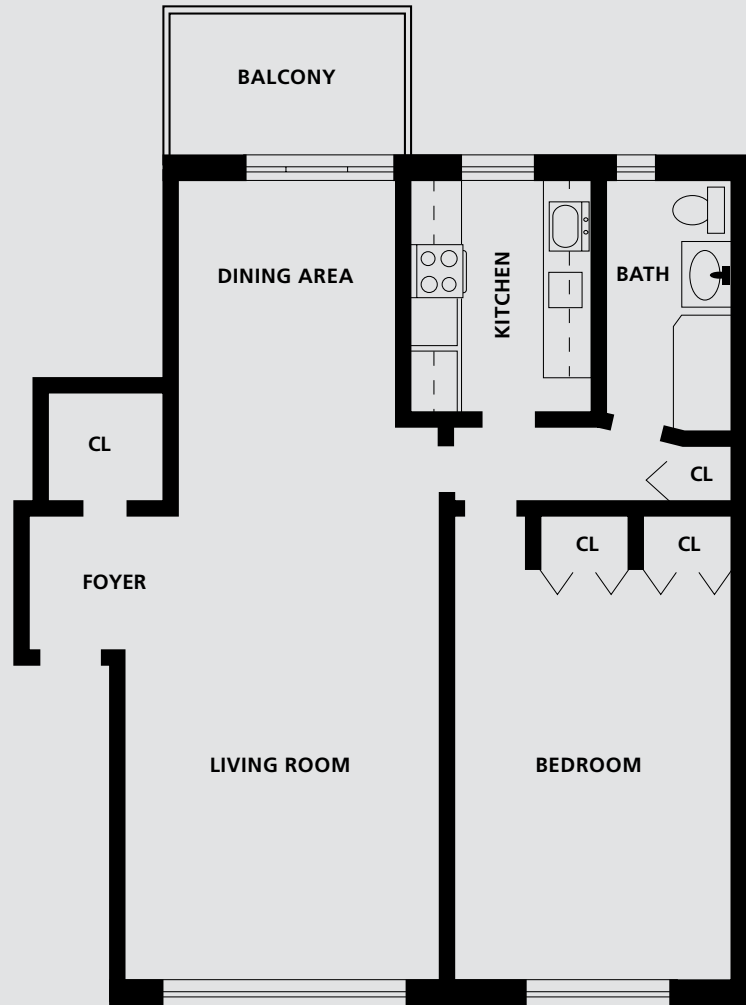 BALCONY
DINING AREA
KITCHEN
BATH
CL
CL
CL
CL
FOYER
LIVING ROOM
BEDROOM